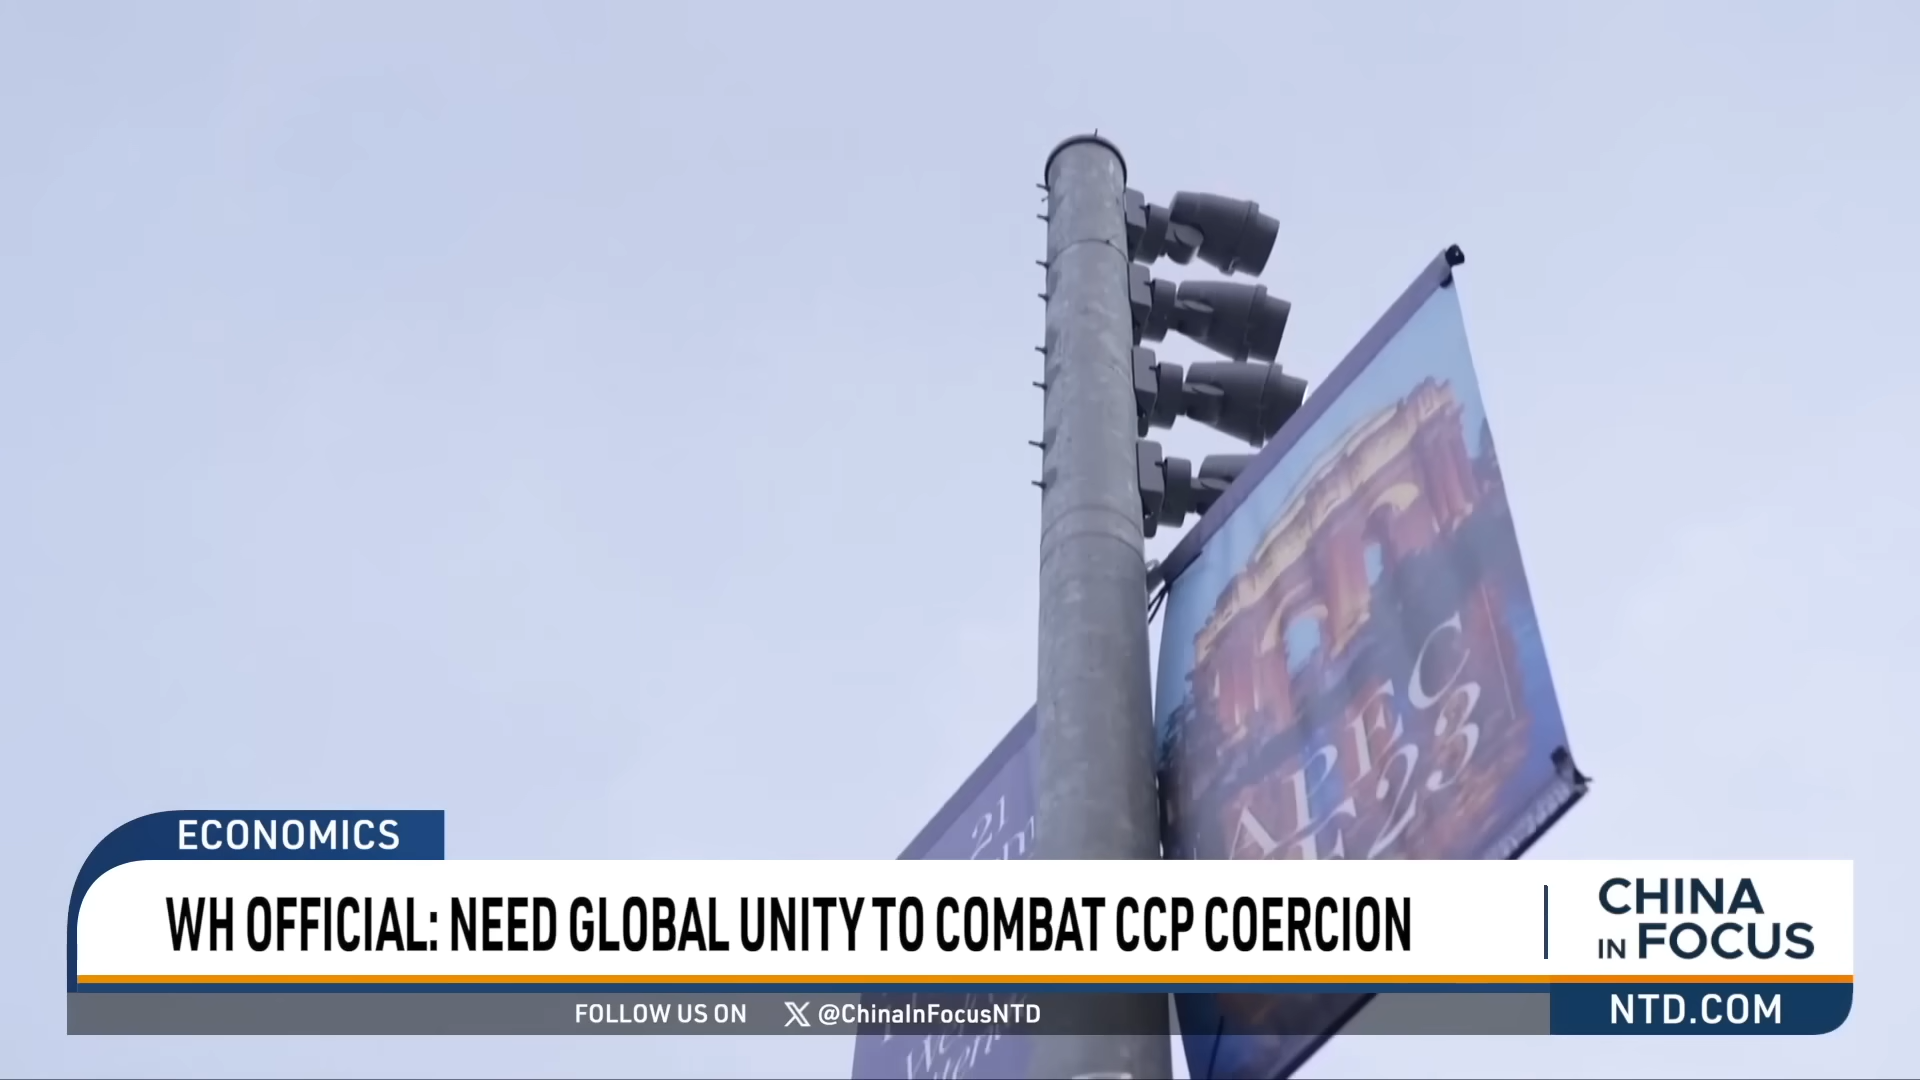 21
APEC
ECONOMICS
WH OFFICIAL: NEED GLOBAL UNITY TO COMBAT CCP COERCION
CHINA
IN FOCUS
FOLLOW US ON X @ChinaInFocusNTD
NTD.COM